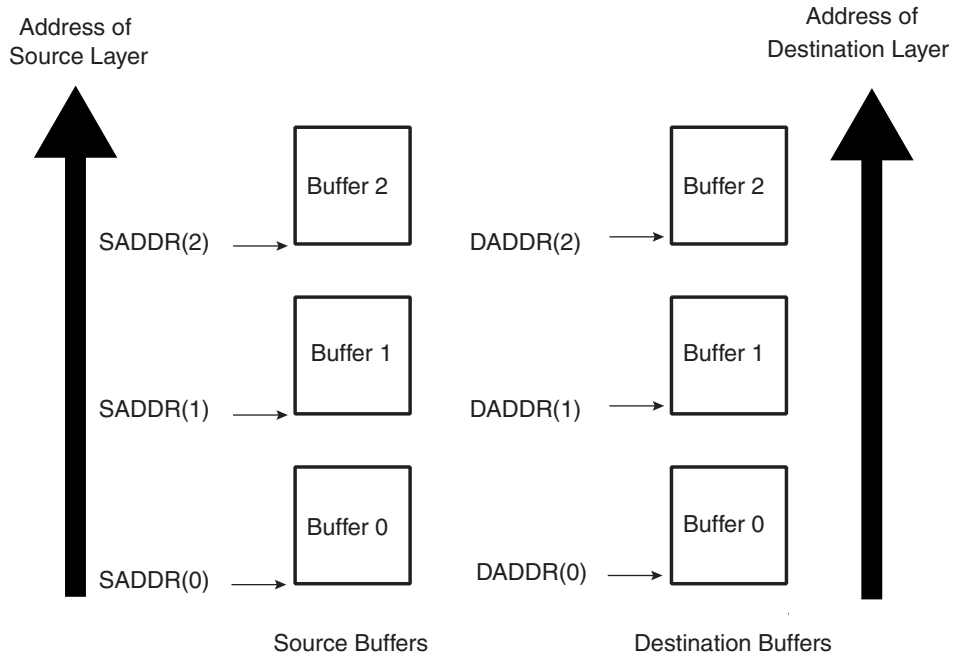 Address of
Source Layer
Address of
Destination Layer
Buffer 2
Buffer 2
SADDR(2)
DADDR(2)
Buffer 1
Buffer 1
SADDR(1)
DADDR(1)
Buffer 0
Buffer 0
SADDR(0)
DADDR(0)
Source Buffers
Destination Buffers